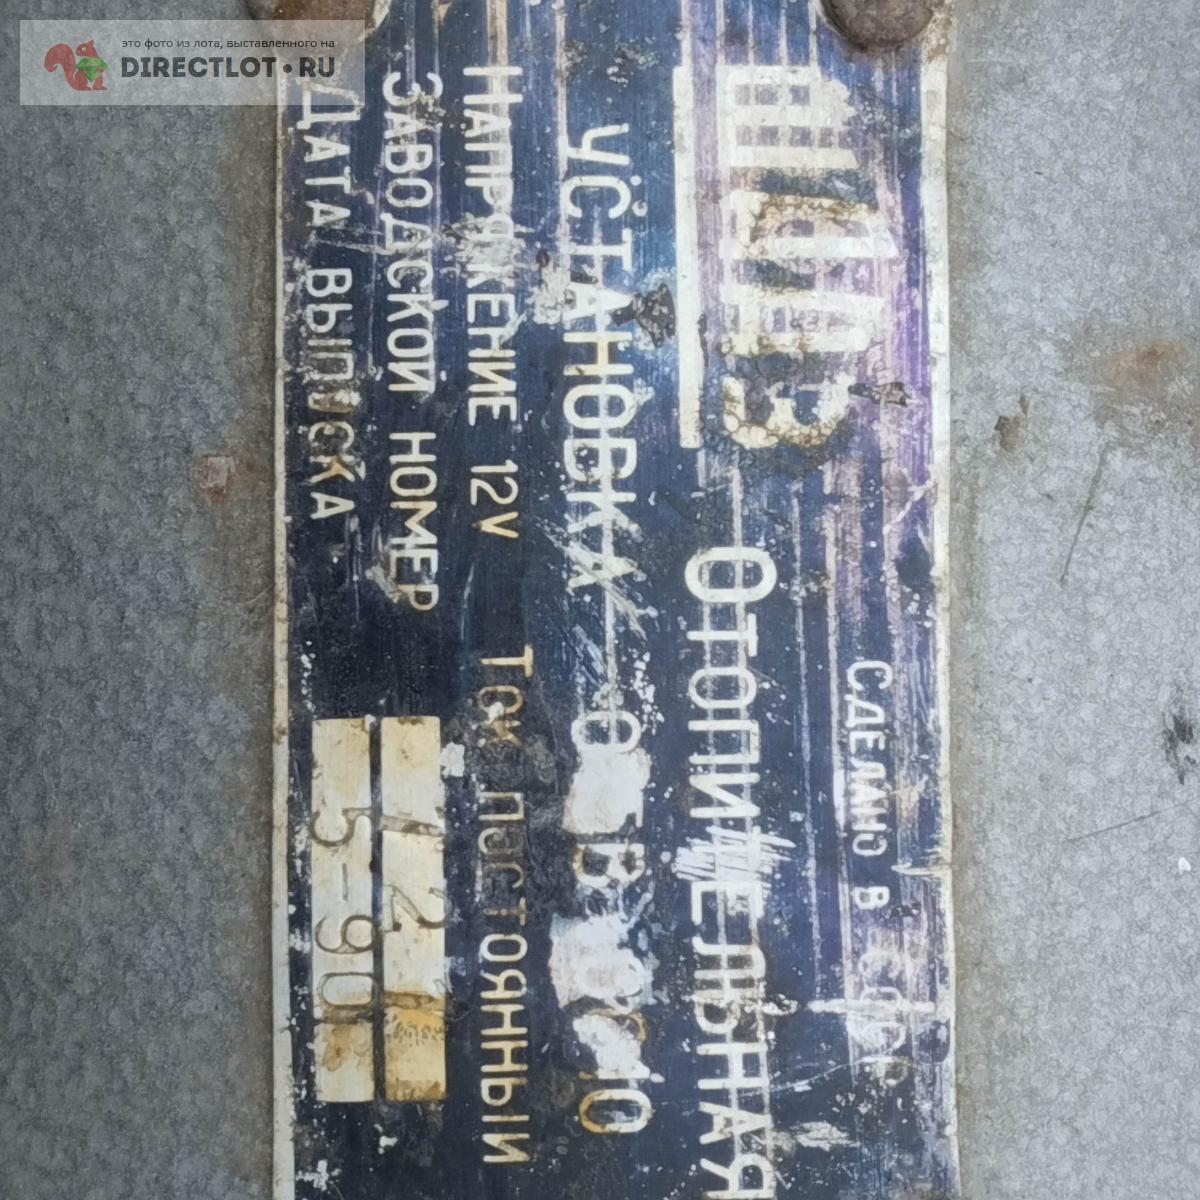 это фото из лота, выставленного на
DIRECTLOT.RU
СДЕЛАНО В СССР
ШААЗ
ОТОПИТЕЛЬНАЯ
УСТАНОВКА
НАПРЯЖЕНИЕ 12V ТОК ПОСТОЯННЫЙ
ЗАВОДСКОЙ НОМЕР
ДАТА ВЫПУСКА 5-90